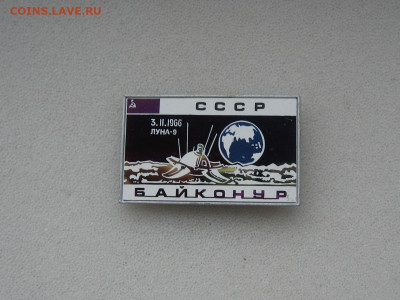 COINS.LAVE.RU
СССР
3.II.1966
ЛУНА-9
БАЙКОНУР